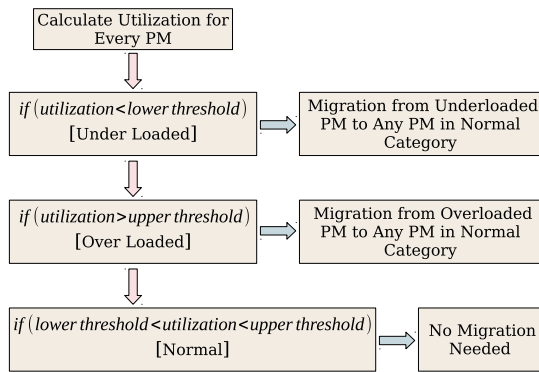 Calculate Utilization for
Every PM
if (utilization<lower threshold)
[Under Loaded]
Migration from Underloaded
PM to Any PM in Normal
Category
if (utilization>upper threshold)
[Over Loaded]
Migration from Overloaded
PM to Any PM in Normal
Category
if (lower threshold<utilization<upper threshold)
[Normal]
No Migration
Needed